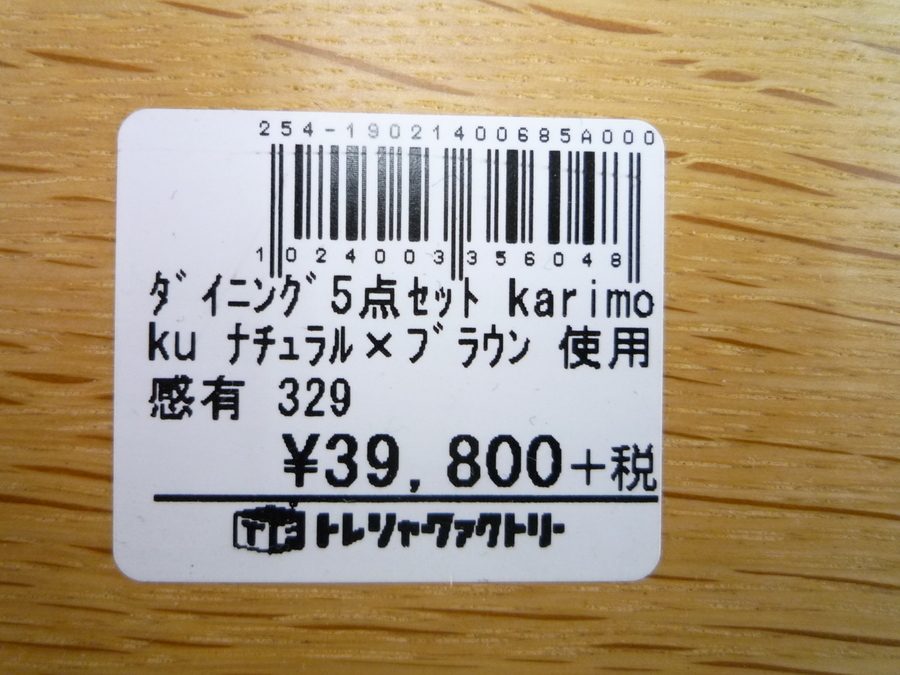 254-19021400685A000
1024003356048
ダイニング5点セット karimo
ku ナチュラル×ブラウン 使用
感有 329
¥39,800+税
トレジャーファクトリー